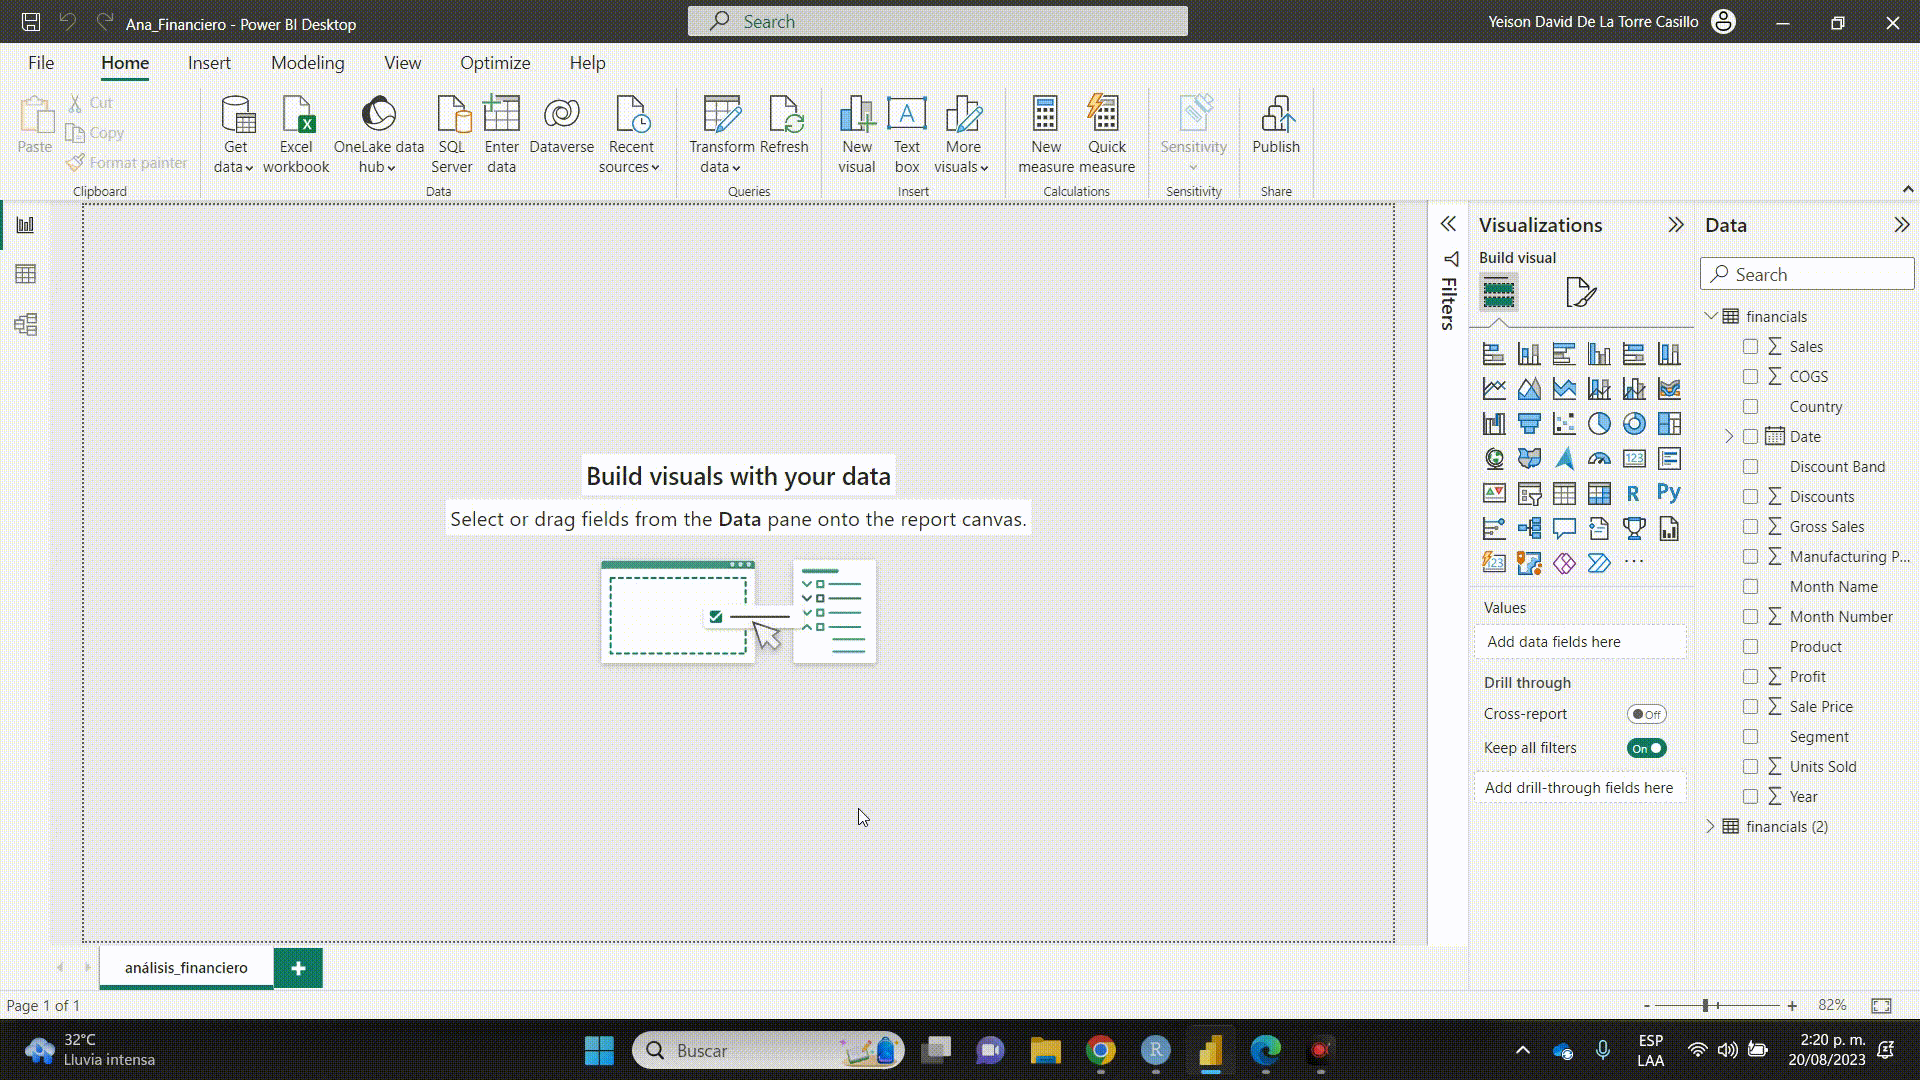 Ana_Financiero - Power BI Desktop
Search
Yeison David De La Torre Casillo
File
Home
Insert
Modeling
View
Optimize
Help
Paste
Cut
Copy
Format painter
Clipboard
Get data
Excel workbook
OneLake data hub
SQL Server
Enter data
Dataverse
Recent sources
Data
Transform data
Refresh
Queries
New visual
Text box
More visuals
Insert
New measure
Quick measure
Calculations
Sensitivity
Sensitivity
Publish
Share
Build visuals with your data
Select or drag fields from the Data pane onto the report canvas.
Filters
Visualizations
Build visual
123
R
Py
123
Values
Add data fields here
Drill through
Cross-report
Off
Keep all filters
On
Add drill-through fields here
Data
Search
financials
Sales
COGS
Country
Date
Discount Band
Discounts
Gross Sales
Manufacturing P...
Month Name
Month Number
Product
Profit
Sale Price
Segment
Units Sold
Year
financials (2)
análisis_financiero
Page 1 of 1
82%
32°C
Lluvia intensa
Buscar
ESP
LAA
2:20 p. m.
20/08/2023